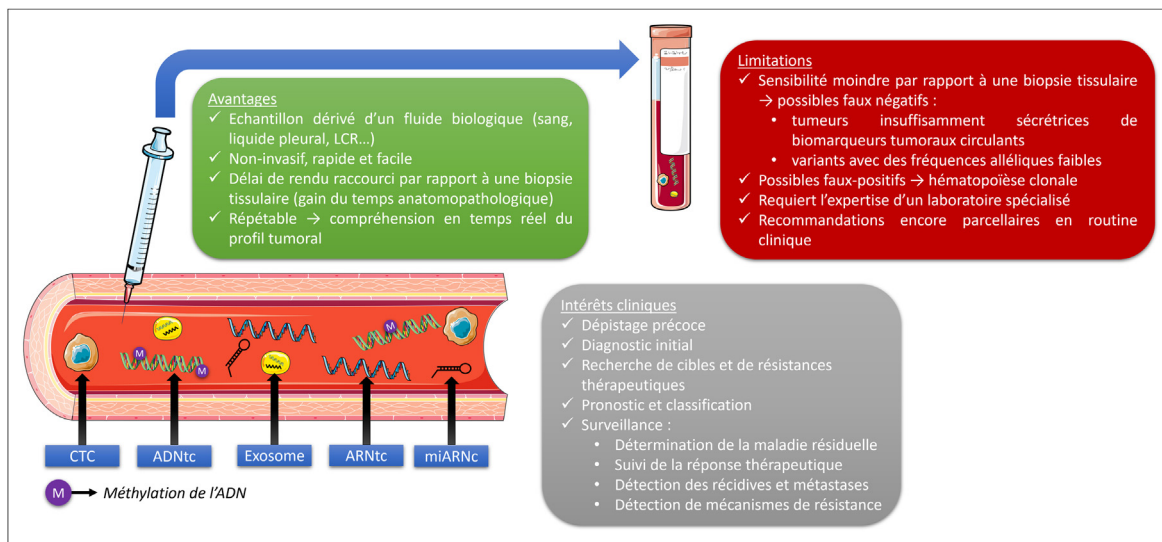 Avantages
✓ Echantillon dérivé d’un fluide biologique (sang,
liquide pleural, LCR…)
✓ Non-invasif, rapide et facile
✓ Délai de rendu raccourci par rapport à une biopsie
tissulaire (gain du temps anatomopathologique)
✓ Répétable → compréhension en temps réel du
profil tumoral
Limitations
✓ Sensibilité moindre par rapport à une biopsie tissulaire
→ possibles faux négatifs :
• tumeurs insuffisamment sécrétrices de
biomarqueurs tumoraux circulants
• variants avec des fréquences alléliques faibles
✓ Possibles faux-positifs → hématopoïèse clonale
✓ Requiert l’expertise d’un laboratoire spécialisé
✓ Recommandations encore parcellaires en routine
clinique
Intérêts cliniques
✓ Dépistage précoce
✓ Diagnostic initial
✓ Recherche de cibles et de résistances
thérapeutiques
✓ Pronostic et classification
✓ Surveillance :
• Détermination de la maladie résiduelle
• Suivi de la réponse thérapeutique
• Détection des récidives et métastases
• Détection de mécanismes de résistance
M
M
M
CTC
ADNtc
Exosome
ARNtc
miARNc
M → Méthylation de l’ADN